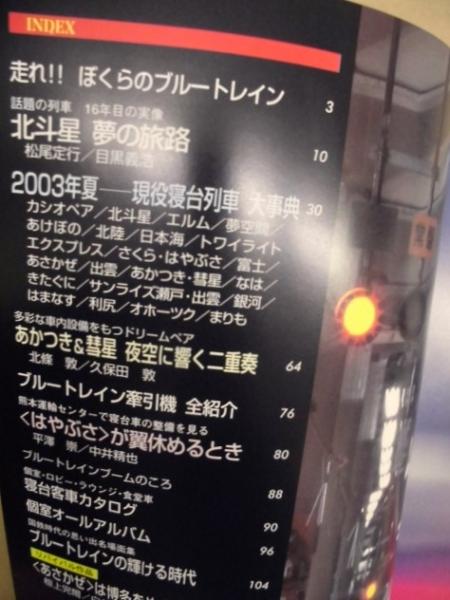 INDEX
走れ!! ぼくらのブルートレイン 3
話題の列車 16年目の実像
北斗星 夢の旅路 10
松尾定行／目黒義浩
2003年夏──現役寝台列車 大事典 30
カシオペア／北斗星／エルム／夢空間／
あけぼの／北陸／日本海／トワイライト
エクスプレス／さくら・はやぶさ／富士／
あさかぜ／出雲／あかつき・彗星／なは／
きたぐに／サンライズ瀬戸・出雲／銀河／
はまなす／利尻／オホーツク／まりも
多彩な車内設備をもつドリームペア
あかつき&彗星 夜空に響く二重奏 64
北條 敦／久保田 敦
ブルートレイン牽引機 全紹介 76
熊本運輸センターで寝台車の整備を見る
〈はやぶさ〉が翼休めるとき 80
平澤 崇／中井精也
ブルートレインブームのころ 88
個室・ロビー・ラウンジ・食堂車
寝台客車カタログ 90
個室オールアルバム 96
国鉄時代の思い出名場面集
ブルートレインの輝ける時代 104
リバイバル作品
〈あさかぜ〉は博多を